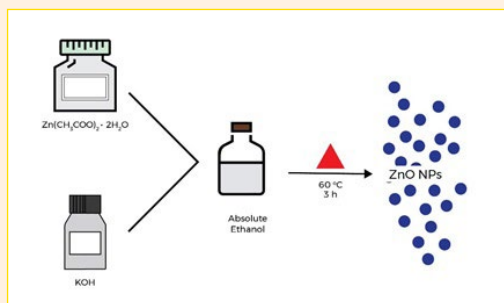 Zn(CH₃COO)₂ · 2H₂O
KOH
Absolute
Ethanol
60 °C
3 h
ZnO NPs